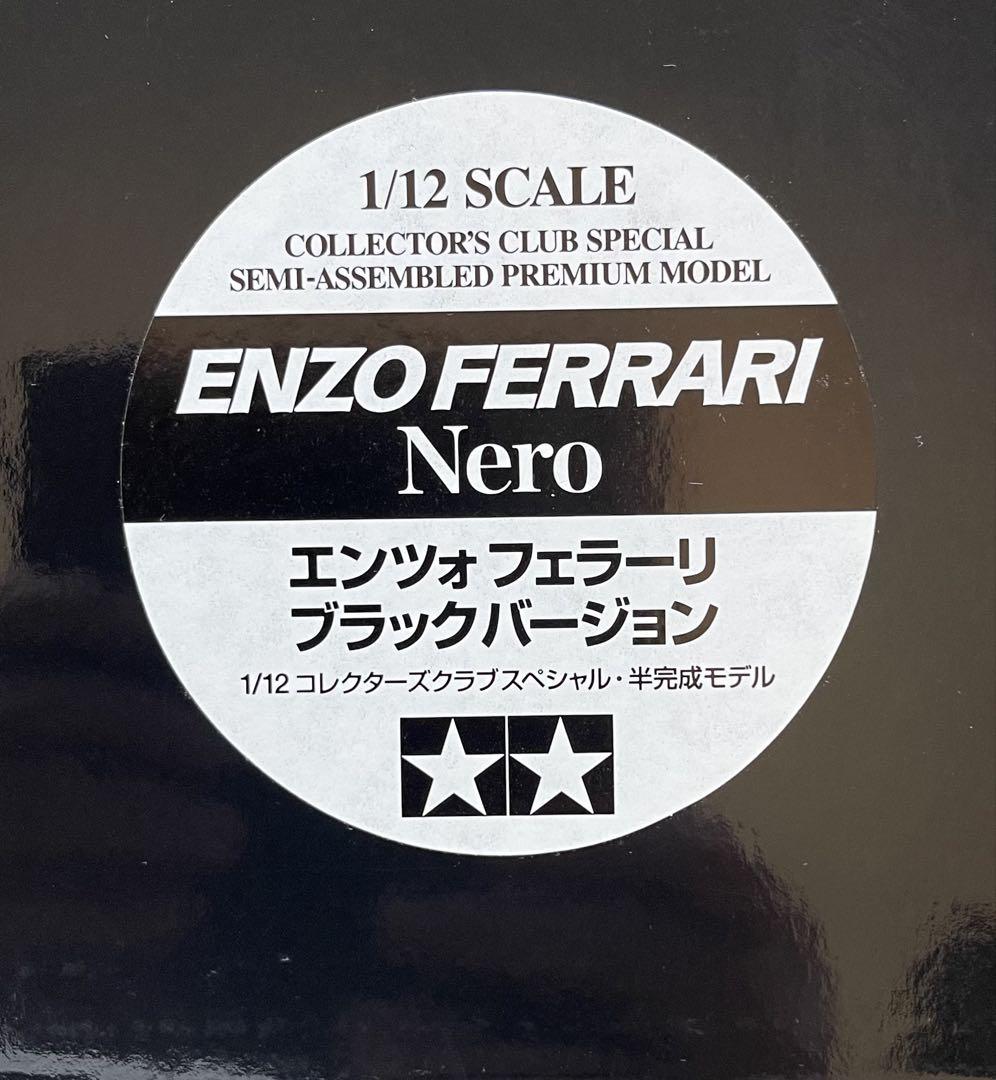 1/12 SCALE
COLLECTOR'S CLUB SPECIAL
SEMI-ASSEMBLED PREMIUM MODEL
ENZO FERRARI
Nero
エンツォ フェラーリ
ブラックバージョン
1/12 コレクターズクラブスペシャル・半完成モデル